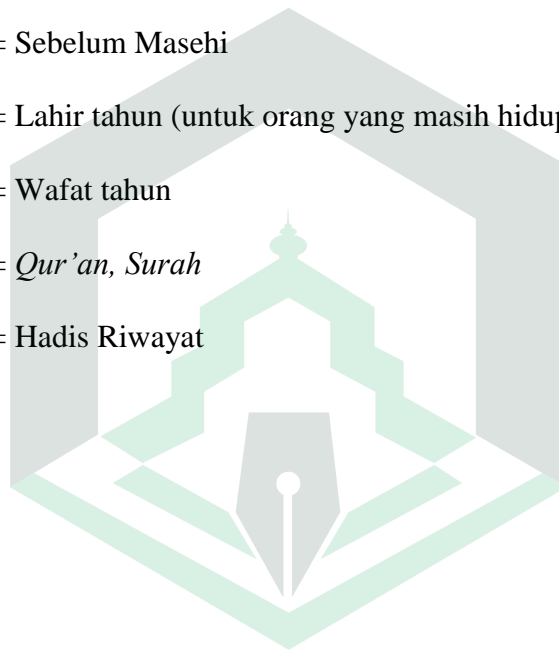 = Sebelum Masehi
= Lahir tahun (untuk orang yang masih hidup
= Wafat tahun
= Qur’an, Surah
= Hadis Riwayat